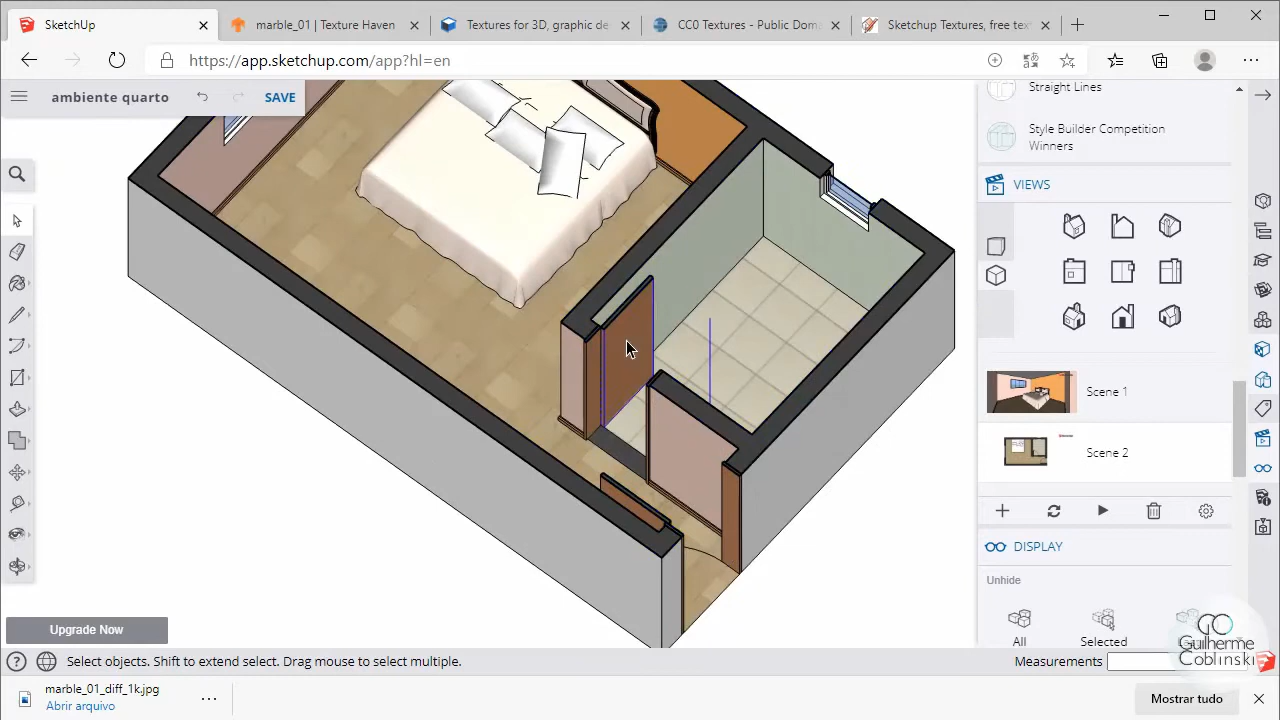 SketchUp
marble_01 | Texture Haven
Textures for 3D, graphic de
CC0 Textures - Public Dom
Sketchup Textures, free tex
https://app.sketchup.com/app?hl=en
ambiente quarto
SAVE
Straight Lines
Style Builder Competition
Winners
VIEWS
Scene 1
Scene 2
DISPLAY
Unhide
All
Selected
Upgrade Now
Guilherme
Coblinski
Select objects. Shift to extend select. Drag mouse to select multiple.
Measurements
marble_01_diff_1k.jpg
Abrir arquivo
Mostrar tudo